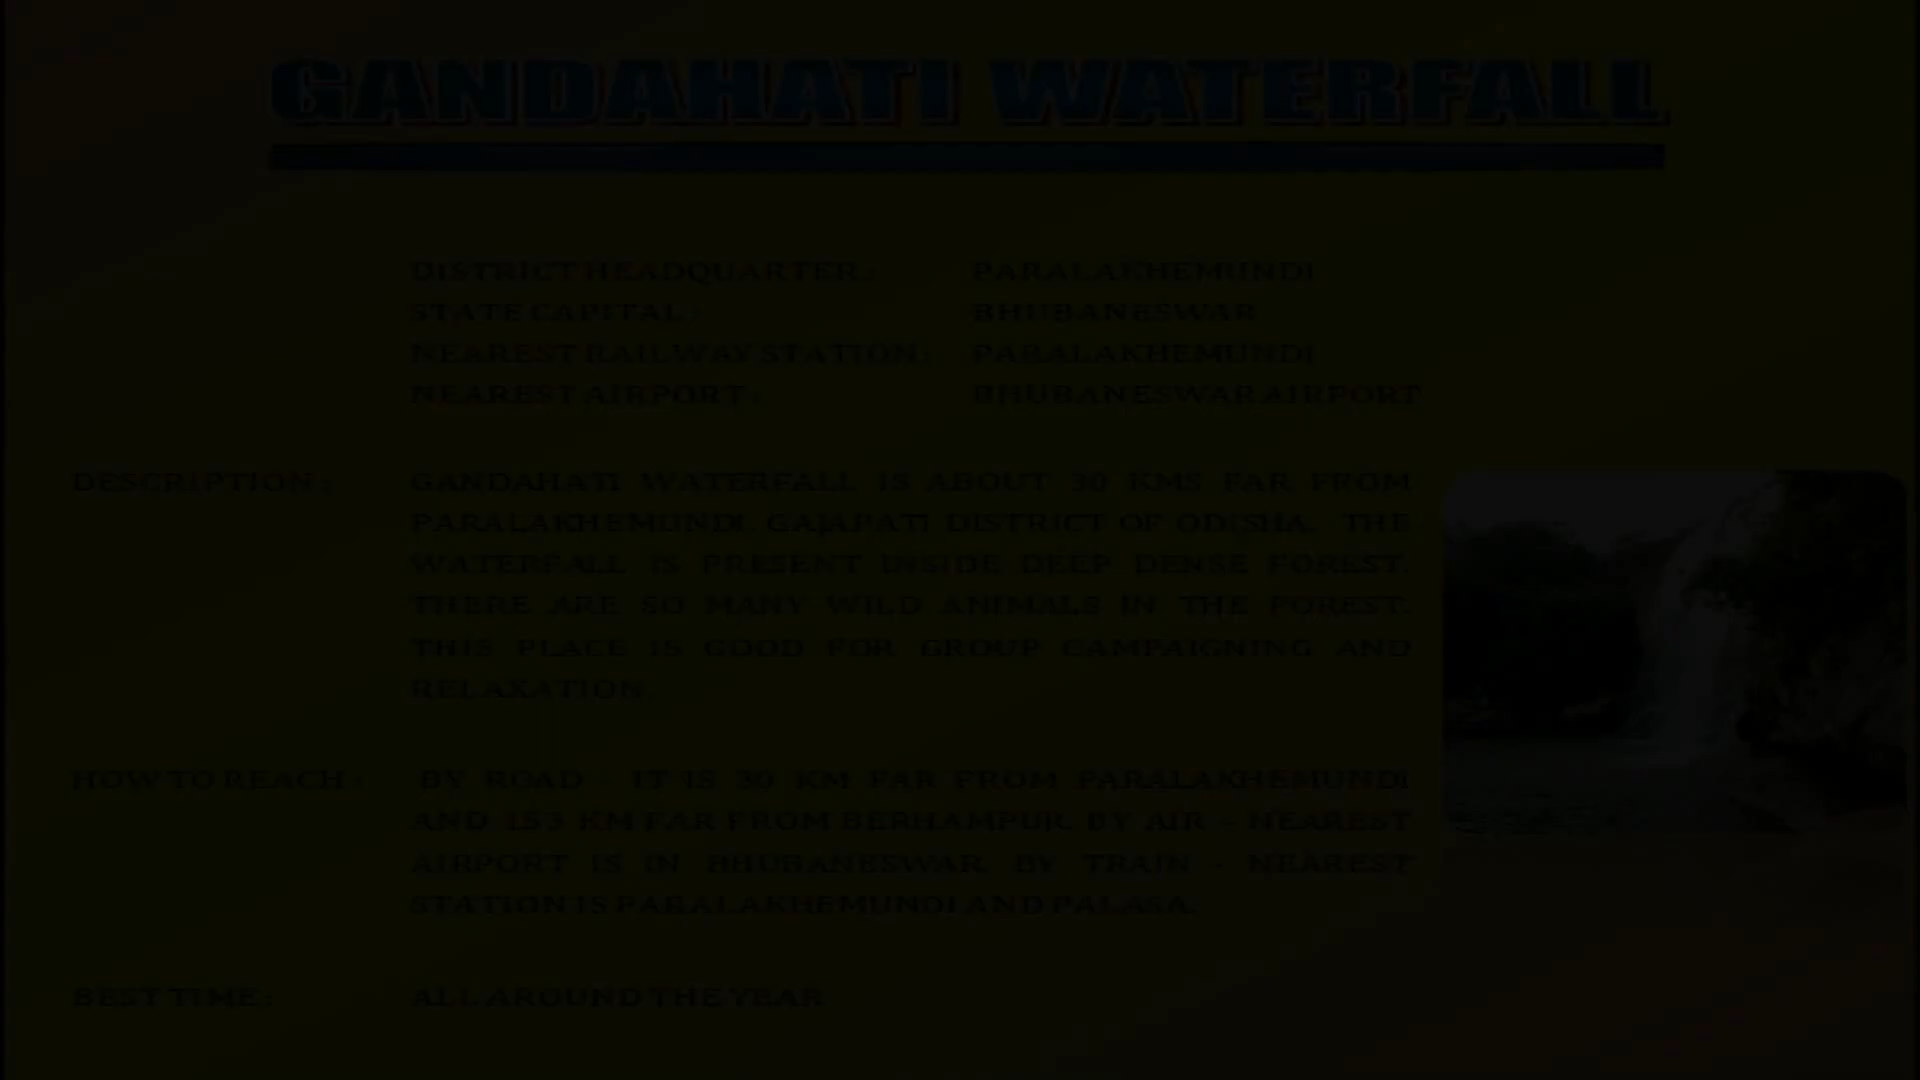 GANDAHATI WATERFALL
DISTRICT HEADQUARTER : PARALAKHEMUNDI
STATE CAPITAL : BHUBANESWAR
NEAREST RAILWAY STATION : PARALAKHEMUNDI
NEAREST AIRPORT : BHUBANESWAR AIRPORT
DESCRIPTION : GANDAHATI WATERFALL IS ABOUT 30 KMS FAR FROM
PARALAKHEMUNDI, GAJAPATI DISTRICT OF ODISHA. THE
WATERFALL IS PRESENT INSIDE DEEP DENSE FOREST.
THERE ARE SO MANY WILD ANIMALS IN THE FOREST.
THIS PLACE IS GOOD FOR GROUP CAMPAIGNING AND
RELAXATION.
HOW TO REACH : BY ROAD - IT IS 30 KM FAR FROM PARALAKHEMUNDI
AND 153 KM FAR FROM BERHAMPUR. BY AIR - NEAREST
AIRPORT IS IN BHUBANESWAR. BY TRAIN - NEAREST
STATION IS PARALAKHEMUNDI AND PALASA.
BEST TIME : ALL AROUND THE YEAR